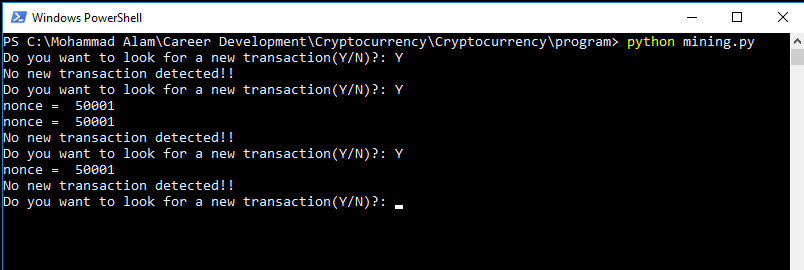 Windows PowerShell
PS C:\Mohammad Alam\Career Development\Cryptocurrency\Cryptocurrency\program> python mining.py
Do you want to look for a new transaction(Y/N)?: Y
No new transaction detected!!
Do you want to look for a new transaction(Y/N)?: Y
nonce =  50001
nonce =  50001
No new transaction detected!!
Do you want to look for a new transaction(Y/N)?: Y
nonce =  50001
No new transaction detected!!
Do you want to look for a new transaction(Y/N)?: